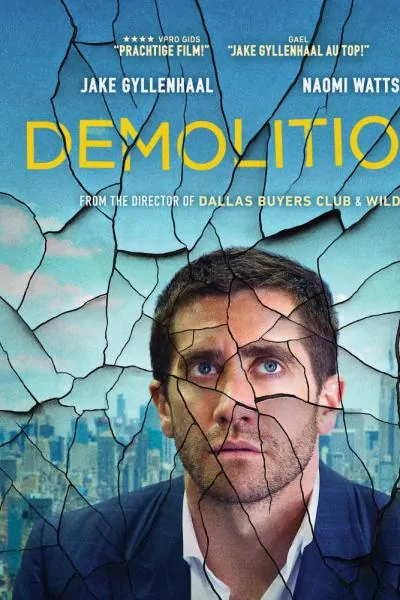 ★★★★ VPRO GIDS
"PRACHTIGE FILM!"
GAEL
"JAKE GYLLENHAAL AU TOP!"
JAKE GYLLENHAAL
NAOMI WATTS
DEMOLITIO
FROM THE DIRECTOR OF DALLAS BUYERS CLUB & WILD